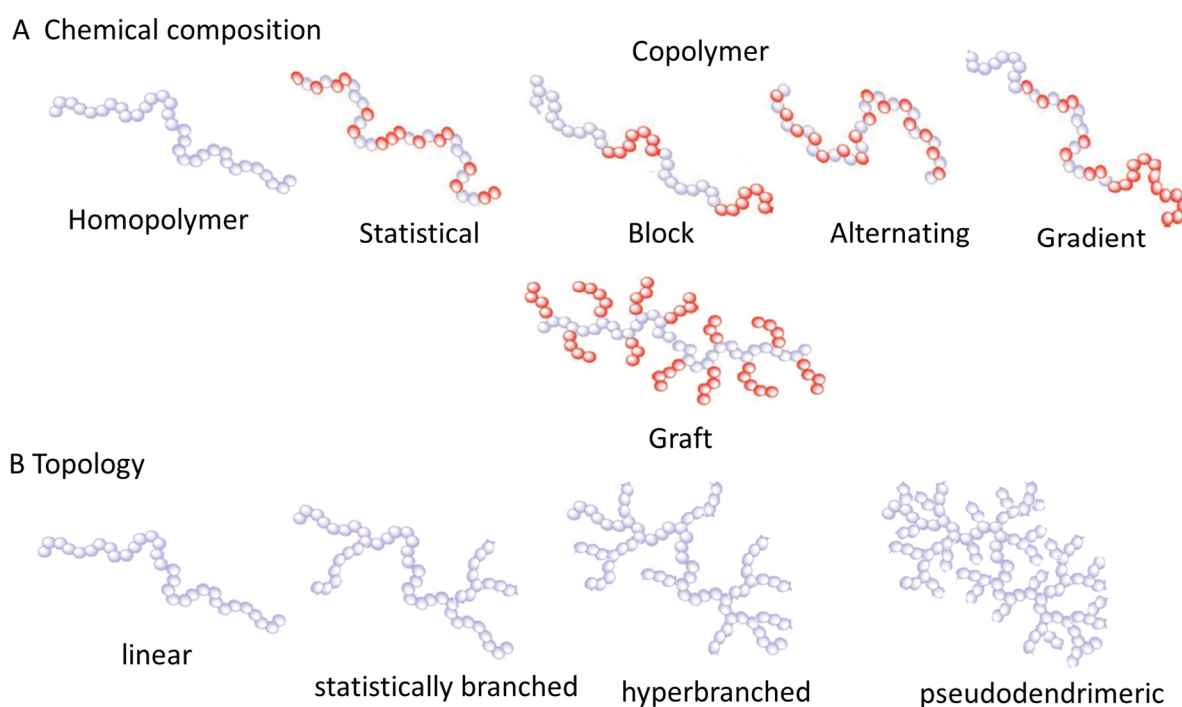 A Chemical composition
Copolymer
Homopolymer
Statistical
Block
Alternating
Gradient
Graft
B Topology
linear
statistically branched
hyperbranched
pseudodendrimeric